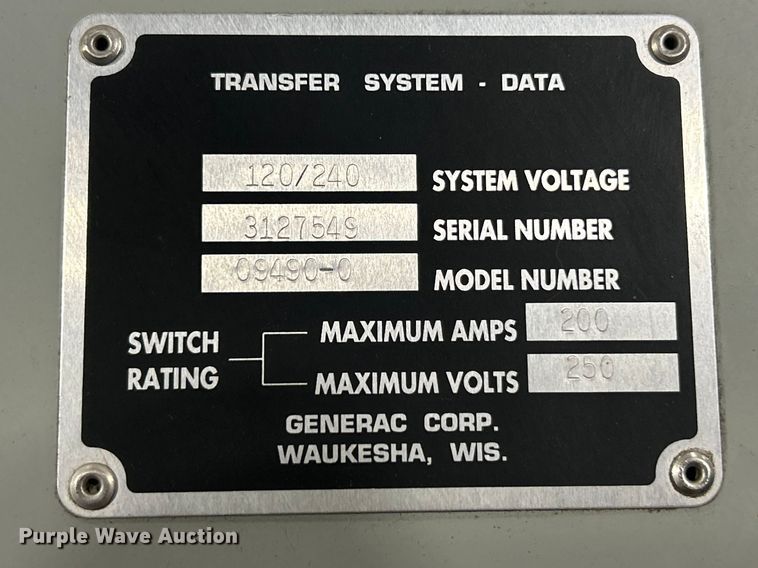 TRANSFER SYSTEM - DATA
120/240 SYSTEM VOLTAGE
3127549 SERIAL NUMBER
09490-0 MODEL NUMBER
SWITCH RATING
MAXIMUM AMPS 200
MAXIMUM VOLTS 250
GENERAC CORP.
WAUKESHA, WIS.
Purple Wave Auction